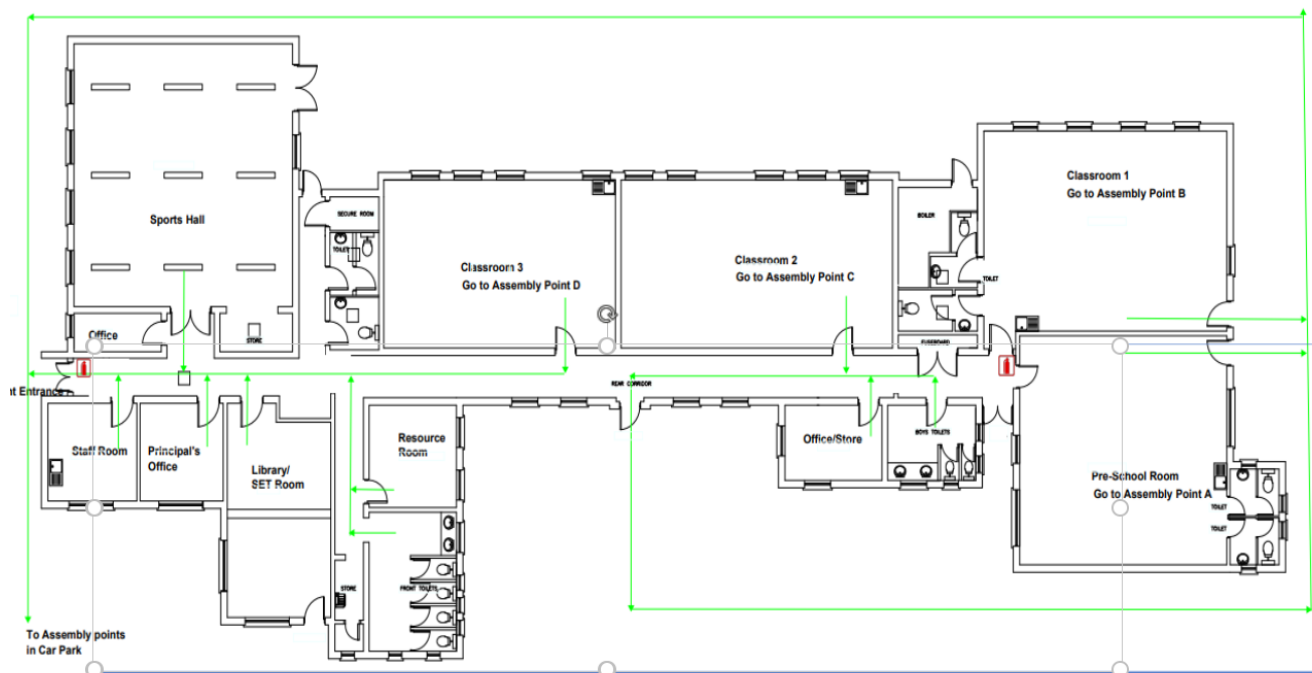 Classroom 1
Go to Assembly Point B
Sports Hall
SECURE ROOM
BOILER
TOILET
Classroom 3
Go to Assembly Point D
Classroom 2
Go to Assembly Point C
TOILET
Office
STORE
FUSEBOARD
nt Entrance
REAR CORRIDOR
Staff Room
Principal's
Office
Library/
SET Room
Resource
Room
Office/Store
BOYS TOILETS
Pre-School Room
Go to Assembly Point A
TOILET
TOILET
STORE
FRONT TOILETS
To Assembly points
in Car Park